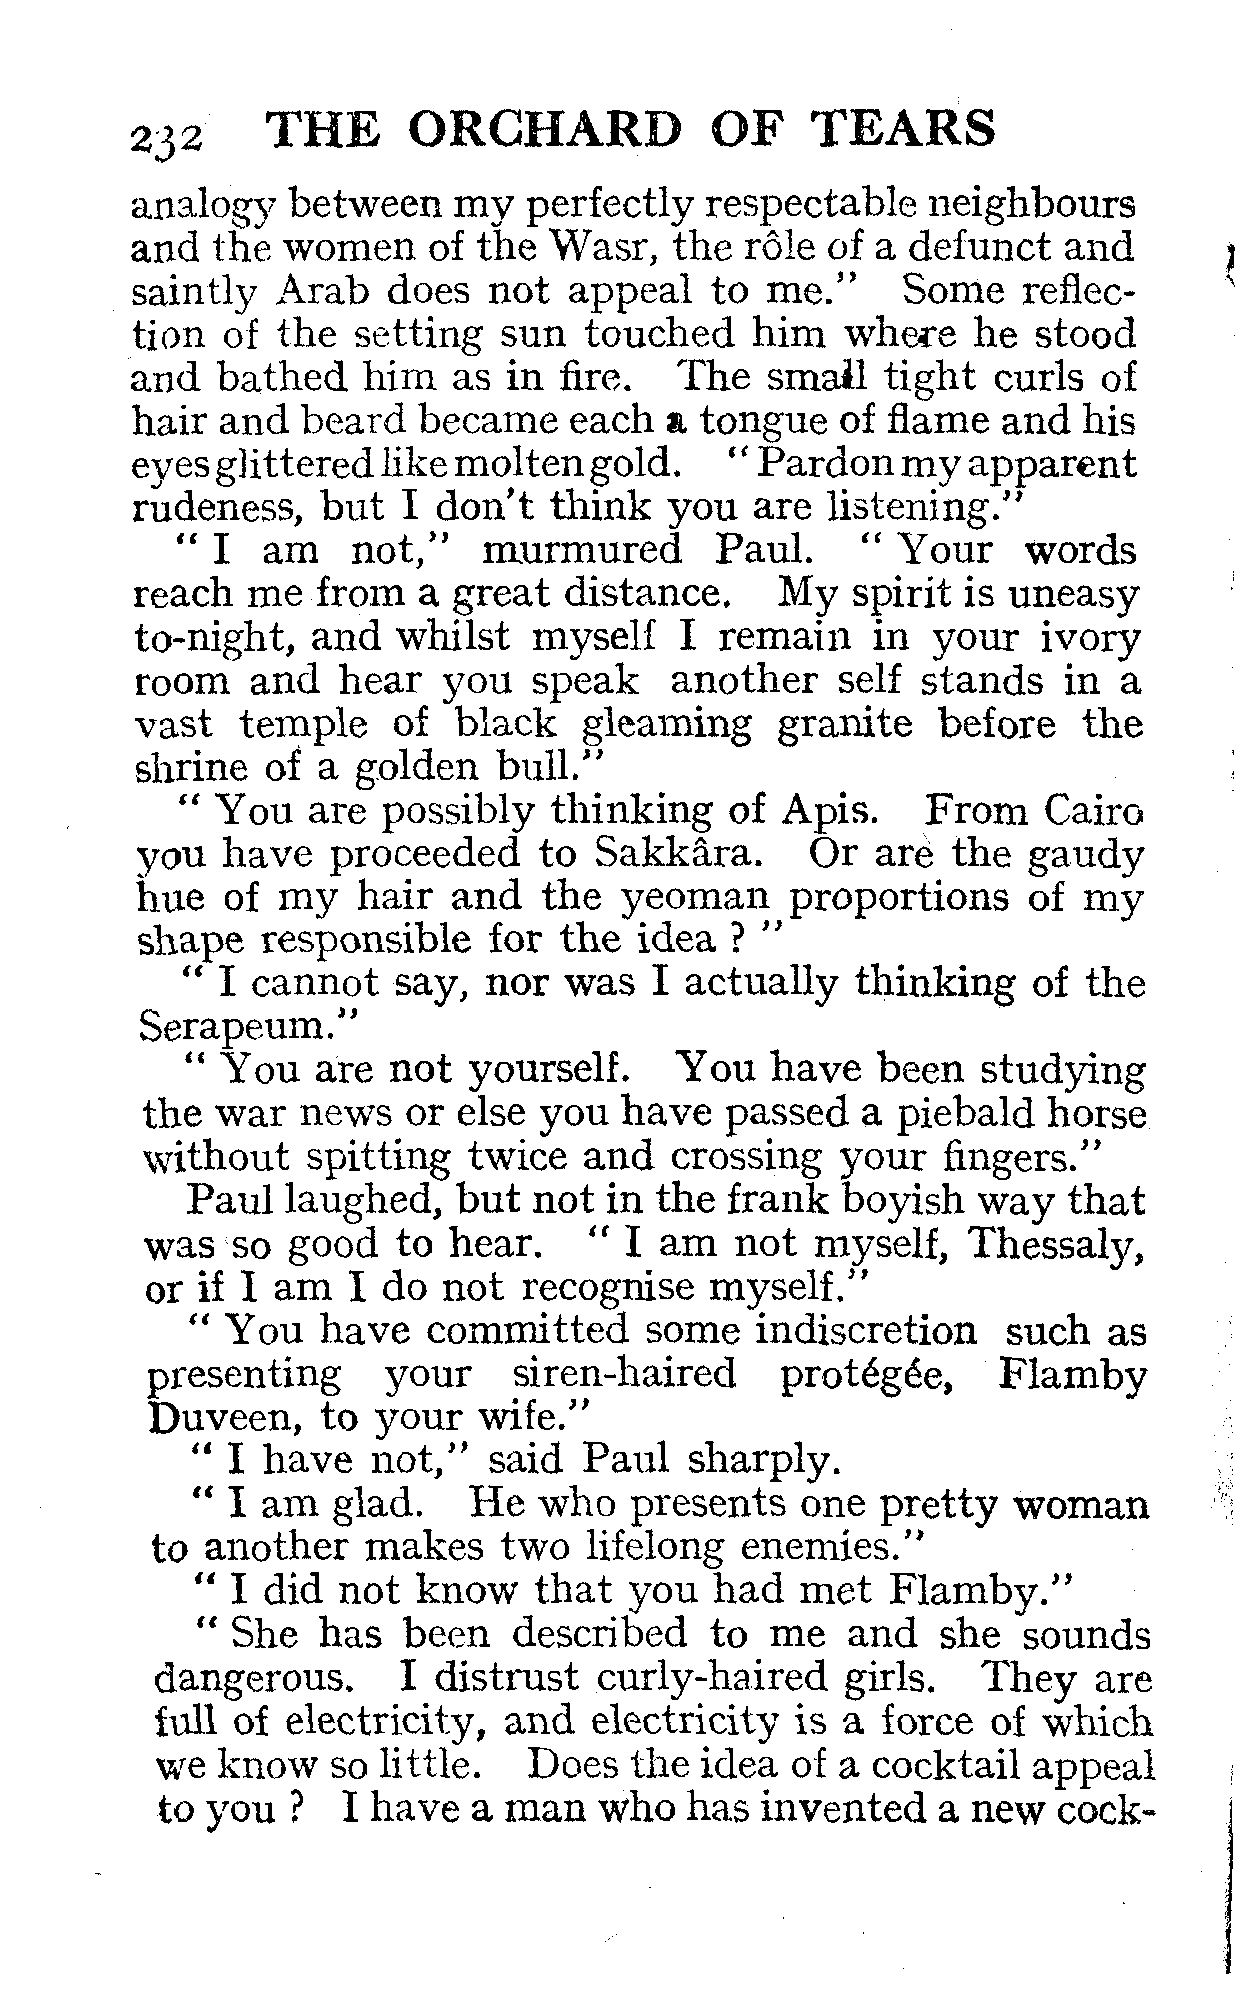 232 THE ORCHARD OF TEARS
analogy between my perfectly respectable neighbours
and the women of the Wasr, the rôle of a defunct and
saintly Arab does not appeal to me." Some reflec-
tion of the setting sun touched him where he stood
and bathed him as in fire. The small tight curls of
hair and beard became each a tongue of flame and his
eyes glittered like molten gold. "Pardon my apparent
rudeness, but I don't think you are listening."
"I am not," murmured Paul. "Your words
reach me from a great distance. My spirit is uneasy
to-night, and whilst myself I remain in your ivory
room and hear you speak another self stands in a
vast temple of black gleaming granite before the
shrine of a golden bull."
"You are possibly thinking of Apis. From Cairo
you have proceeded to Sakkâra. Or are the gaudy
hue of my hair and the yeoman proportions of my
shape responsible for the idea ? "
"I cannot say, nor was I actually thinking of the
Serapeum."
"You are not yourself. You have been studying
the war news or else you have passed a piebald horse
without spitting twice and crossing your fingers."
Paul laughed, but not in the frank boyish way that
was so good to hear. "I am not myself, Thessaly,
or if I am I do not recognise myself."
"You have committed some indiscretion such as
presenting your siren-haired protégée, Flamby
Duveen, to your wife."
"I have not," said Paul sharply.
"I am glad. He who presents one pretty woman
to another makes two lifelong enemies."
"I did not know that you had met Flamby."
"She has been described to me and she sounds
dangerous. I distrust curly-haired girls. They are
full of electricity, and electricity is a force of which
we know so little. Does the idea of a cocktail appeal
to you ? I have a man who has invented a new cock-